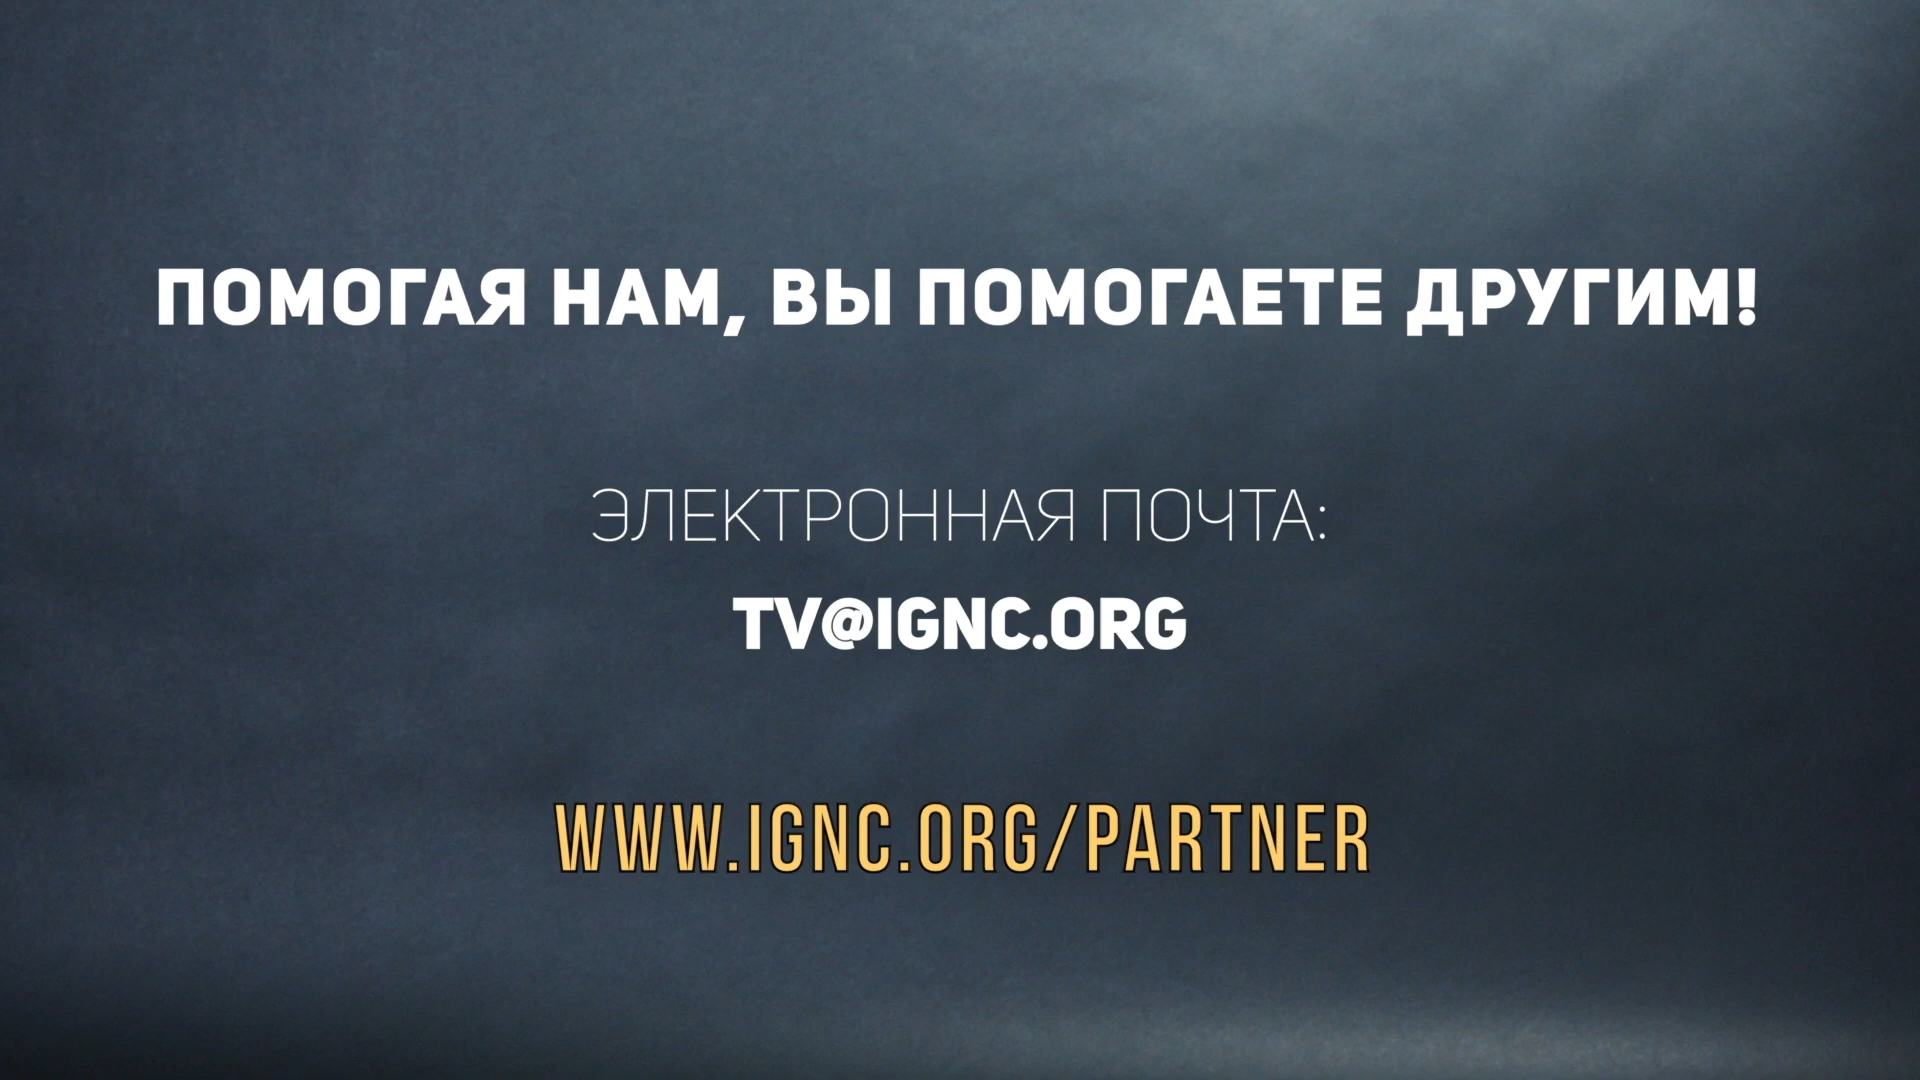 ПОМОГАЯ НАМ, ВЫ ПОМОГАЕТЕ ДРУГИМ!
ЭЛЕКТРОННАЯ ПОЧТА:
TV@IGNC.ORG
WWW.IGNC.ORG/PARTNER